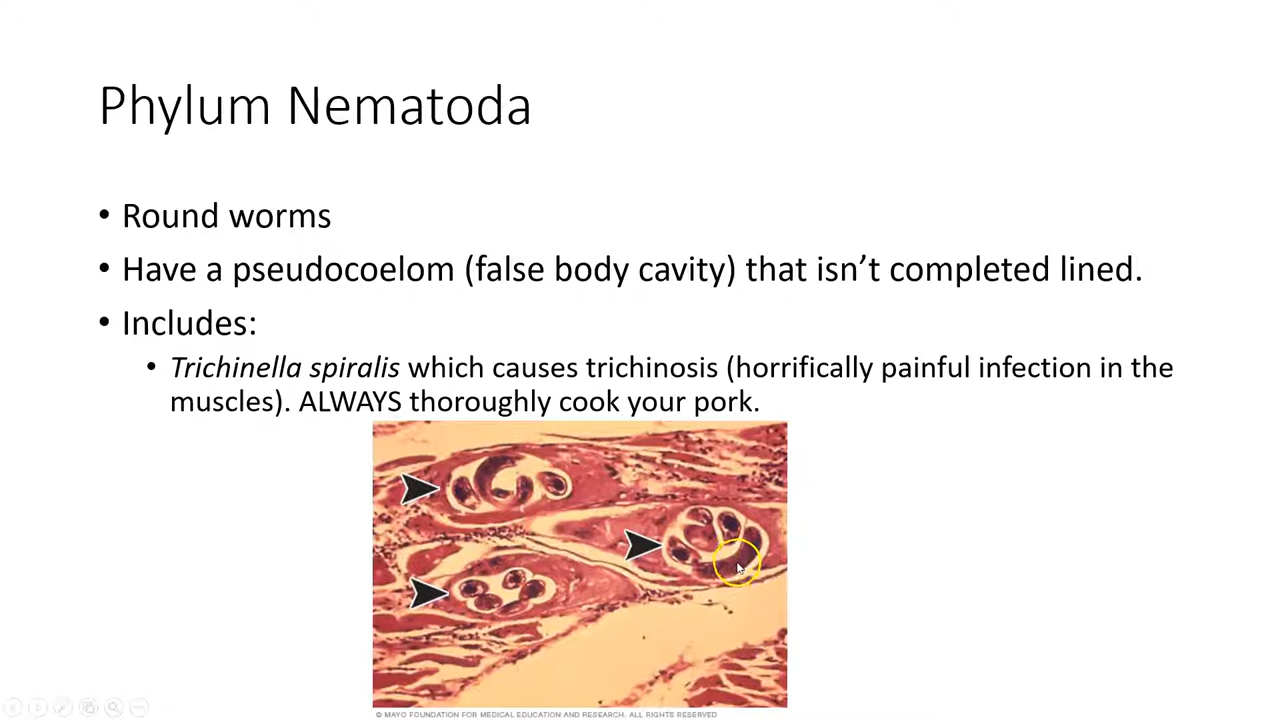 Phylum Nematoda
• Round worms
• Have a pseudocoelom (false body cavity) that isn’t completed lined.
• Includes:
• Trichinella spiralis which causes trichinosis (horrifically painful infection in the
muscles). ALWAYS thoroughly cook your pork.
© MAYO FOUNDATION FOR MEDICAL EDUCATION AND RESEARCH. ALL RIGHTS RESERVED